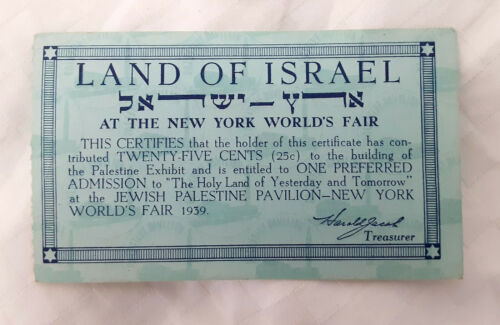 LAND OF ISRAEL
ארץ-ישראל
AT THE NEW YORK WORLD'S FAIR
THIS CERTIFIES that the holder of this certificate has con-
tributed TWENTY-FIVE CENTS (25c) to the building of
the Palestine Exhibit and is entitled to ONE PREFERRED
ADMISSION to "The Holy Land of Yesterday and Tomorrow"
at the JEWISH PALESTINE PAVILION—NEW YORK
WORLD'S FAIR 1939.
Harold Jacobi
Treasurer